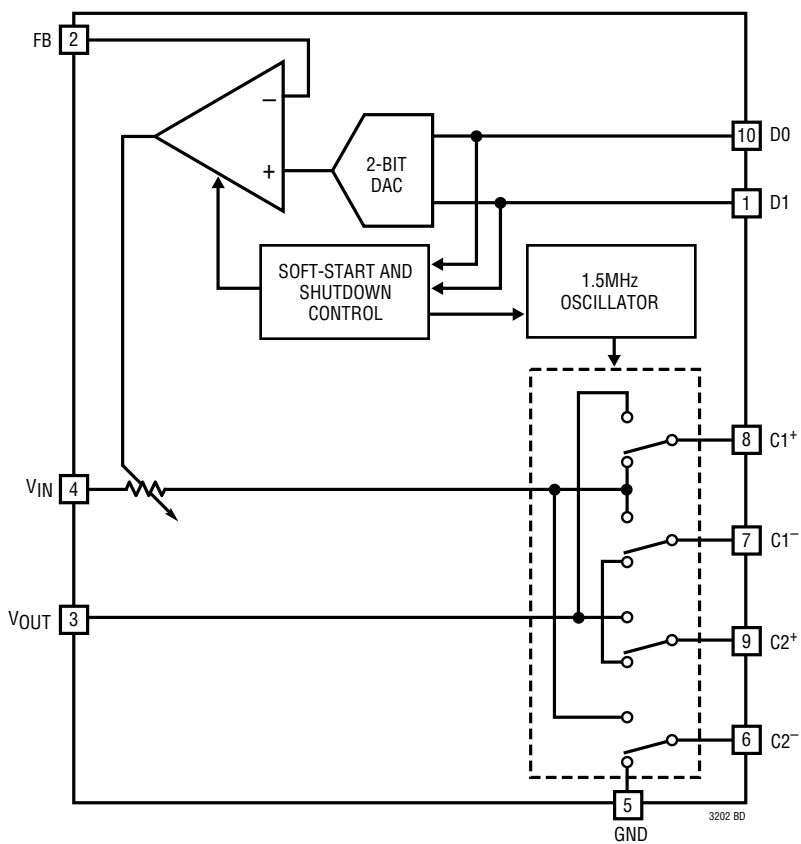 FB 2
−
+
2-BIT
DAC
10 D0
1 D1
SOFT-START AND
SHUTDOWN
CONTROL
1.5MHz
OSCILLATOR
8 C1+
VIN 4
7 C1−
VOUT 3
9 C2+
6 C2−
5
GND
3202 BD